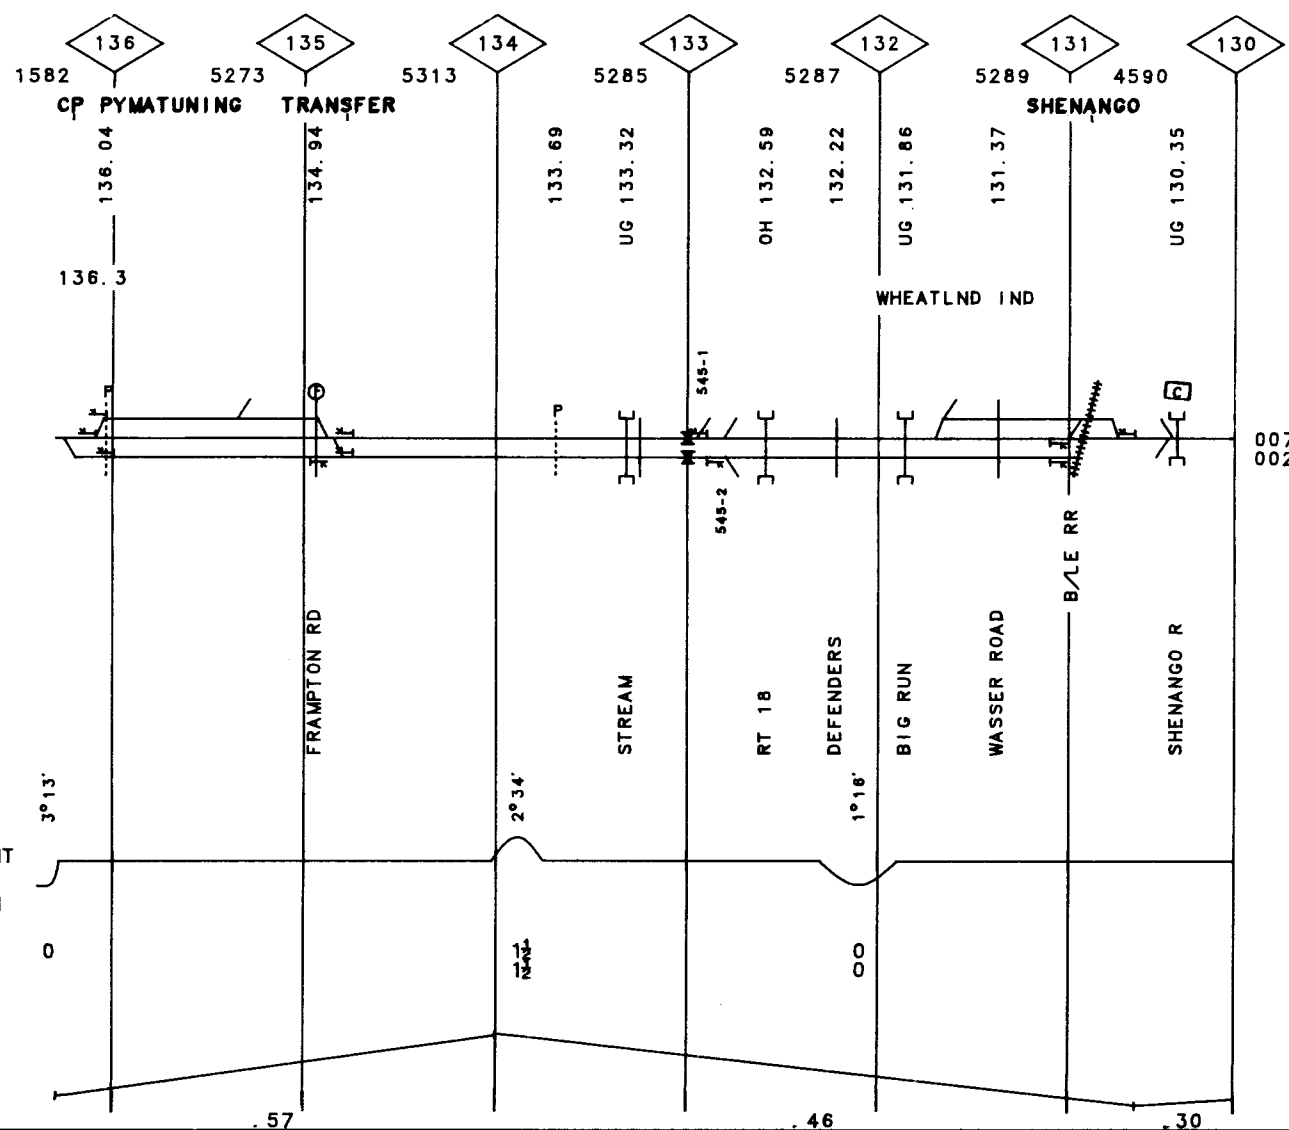 136 135 134 133 132 131 130
1582 5273 5313 5285 5287 5289 4590
CP PYMATUNING TRANSFER SHENANGO
136.04
134.94
133.69
UG 133.32
OH 132.59
132.22
UG 131.86
131.37
UG 130.35
136.3
WHEATLND IND
545-1
P
F
P
C
007
002
545-2
B/LE RR
FRAMPTON RD
STREAM
RT 18
DEFENDERS
BIG RUN
WASSER ROAD
SHENANGO R
3°13'
2°34'
1°16'
0 1½ 0
1½ 0
.57 .46 .30